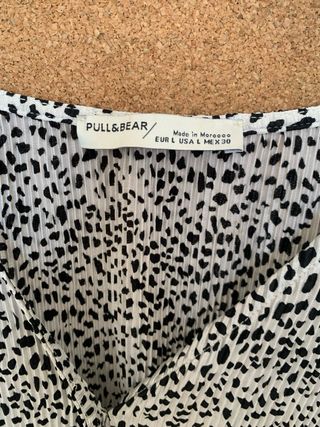 PULL&BEAR/
Made in Morocco
EUR L USA L MEX 30